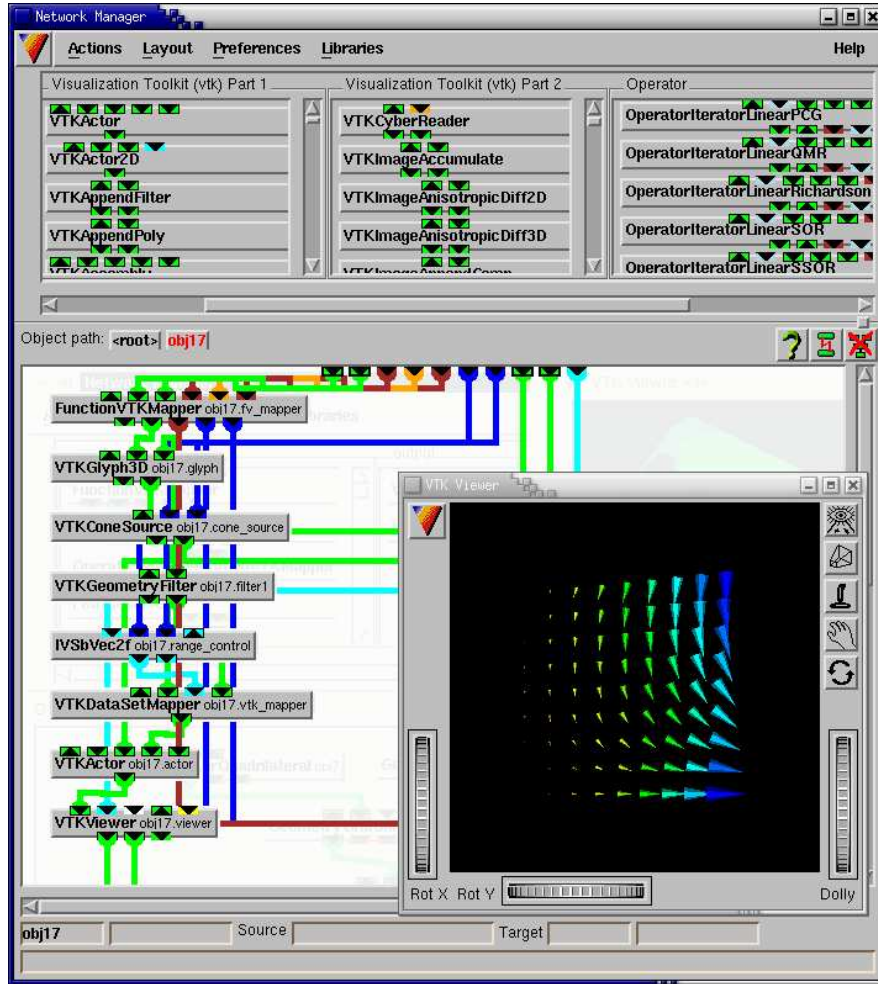 Network Manager
Actions Layout Preferences Libraries Help
Visualization Toolkit (vtk) Part 1
VTKActor
VTKActor2D
VTKAppendFilter
VTKAppendPoly
VTKAssembly
Visualization Toolkit (vtk) Part 2
VTKCyberReader
VTKImageAccumulate
VTKImageAnisotropicDiff2D
VTKImageAnisotropicDiff3D
VTKImageAppendComp
Operator
OperatorIteratorLinearPCG
OperatorIteratorLinearQMR
OperatorIteratorLinearRichardson
OperatorIteratorLinearSOR
OperatorIteratorLinearSSOR
Object path: <root> obj17
FunctionVTKMapper obj17.fv_mapper
VTKGlyph3D obj17.glyph
VTKConeSource obj17.cone_source
VTKGeometryFilter obj17.filter1
IVSbVec2f obj17.range_control
VTKDataSetMapper obj17.vtk_mapper
VTKActor obj17.actor
VTKViewer obj17.viewer
VTK Viewer
Rot X Rot Y Dolly
obj17 Source Target